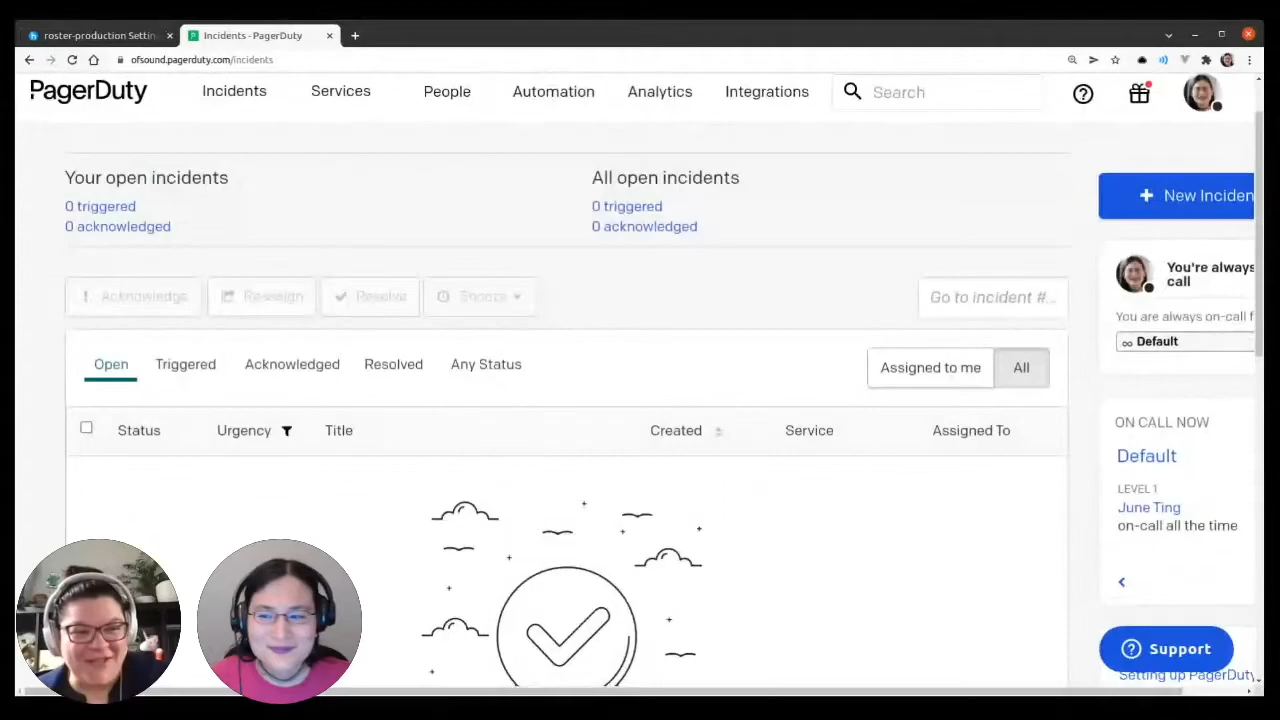 roster-production Settin
Incidents - PagerDuty
ofsound.pagerduty.com/incidents
PagerDuty
Incidents
Services
People
Automation
Analytics
Integrations
Search
Your open incidents
0 triggered
0 acknowledged
All open incidents
0 triggered
0 acknowledged
+ New Inciden
You're always
call
You are always on-call f
Default
Acknowledge
Reassign
Resolve
Snooze
Go to incident #...
Open
Triggered
Acknowledged
Resolved
Any Status
Assigned to me
All
Status
Urgency
Title
Created
Service
Assigned To
ON CALL NOW
Default
LEVEL 1
June Ting
on-call all the time
Support
Setting up PagerDuty